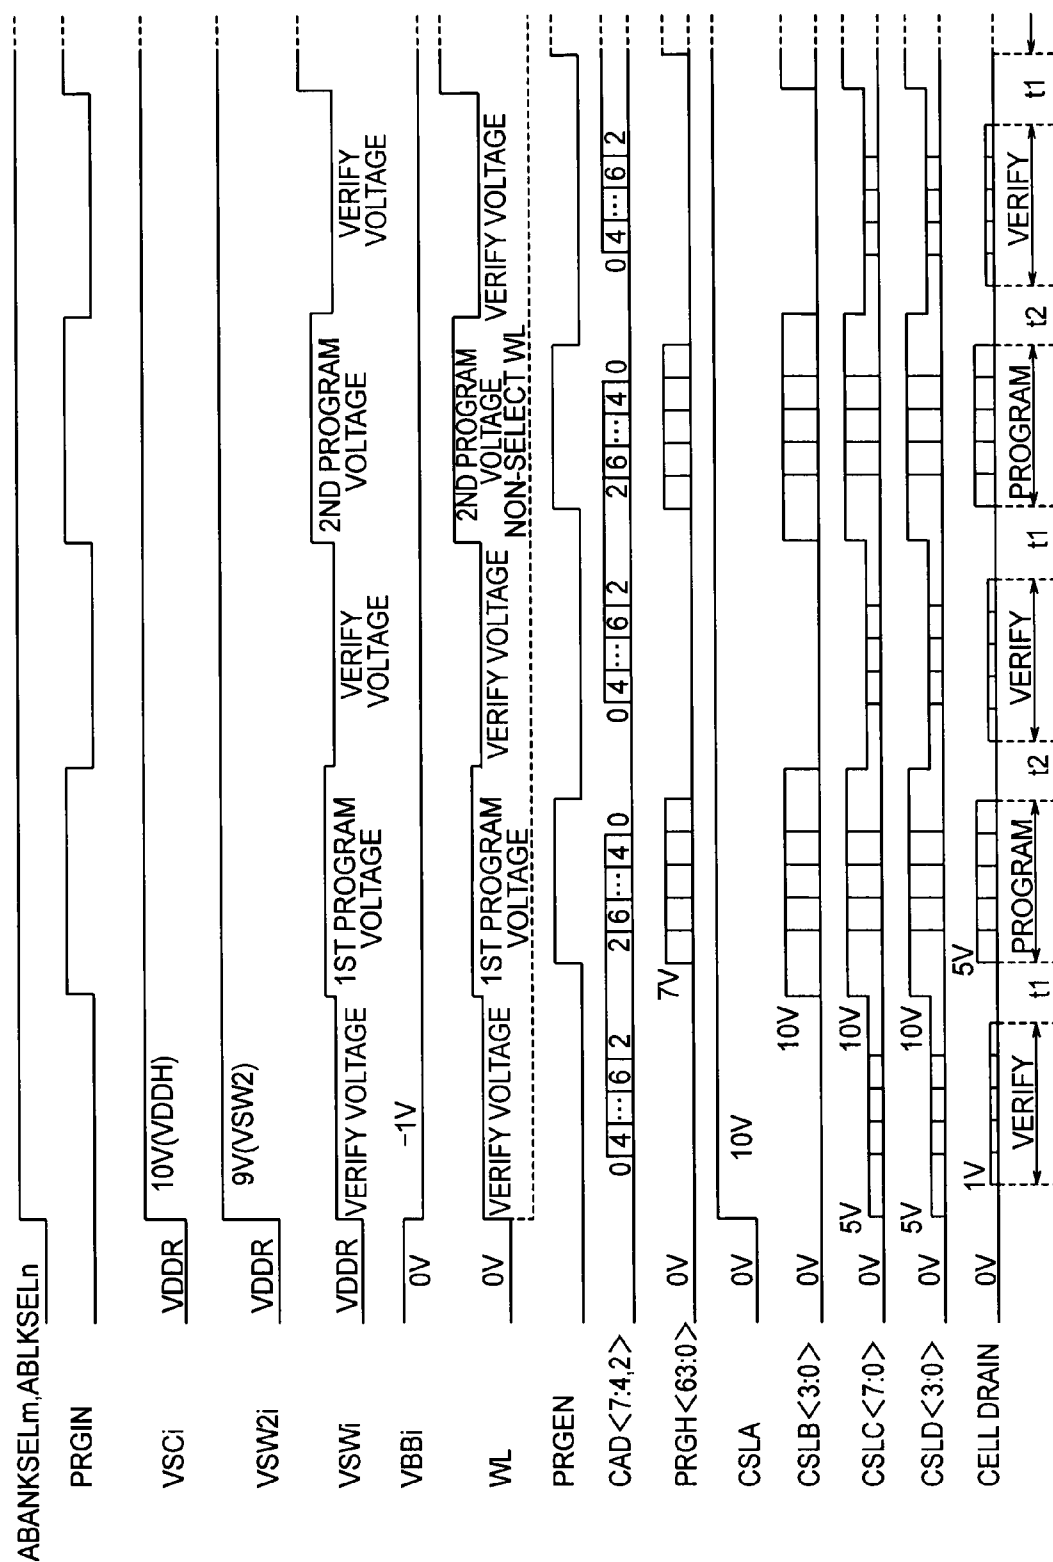 ABANKSELm,ABLKSELn
PRGIN
VSCi
VDDR
10V(VDDH)
VSW2i
VDDR
9V(VSW2)
VSWi
VDDR
VERIFY VOLTAGE
1ST PROGRAM
VOLTAGE
VERIFY
VOLTAGE
2ND PROGRAM
VOLTAGE
VERIFY
VOLTAGE
VBBi
0V
−1V
WL
0V
VERIFY VOLTAGE
1ST PROGRAM
VOLTAGE
VERIFY VOLTAGE
2ND PROGRAM
VOLTAGE
NON-SELECT WL
VERIFY VOLTAGE
PRGEN
CAD<7:4,2>
0 4 ... 6 2
2 6 ... 4 0
0 4 ... 6 2
2 6 ... 4 0
0 4 ... 6 2
PRGH<63:0>
0V
7V
CSLA
0V
10V
CSLB<3:0>
0V
10V
CSLC<7:0>
0V
5V
10V
CSLD<3:0>
0V
5V
10V
CELL DRAIN
0V
1V
5V
VERIFY
t1
PROGRAM
t2
VERIFY
t1
PROGRAM
t2
VERIFY
t1